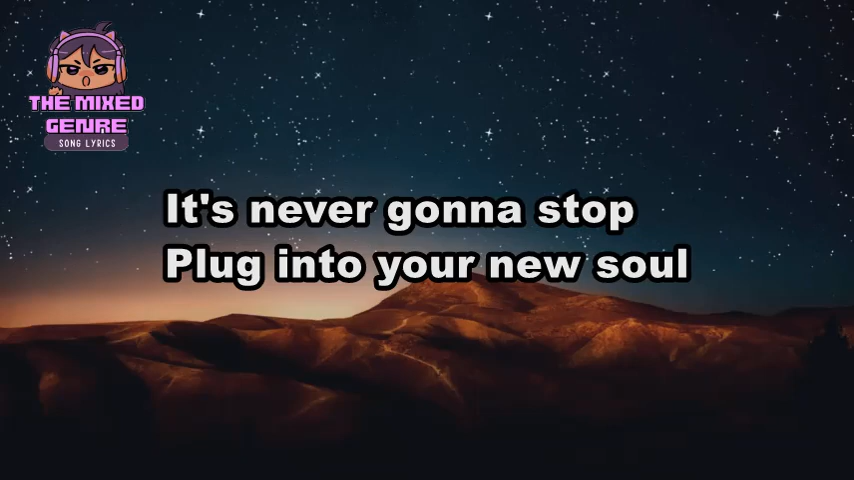 THE MIXED
GENRE
SONG LYRICS
It's never gonna stop
Plug into your new soul